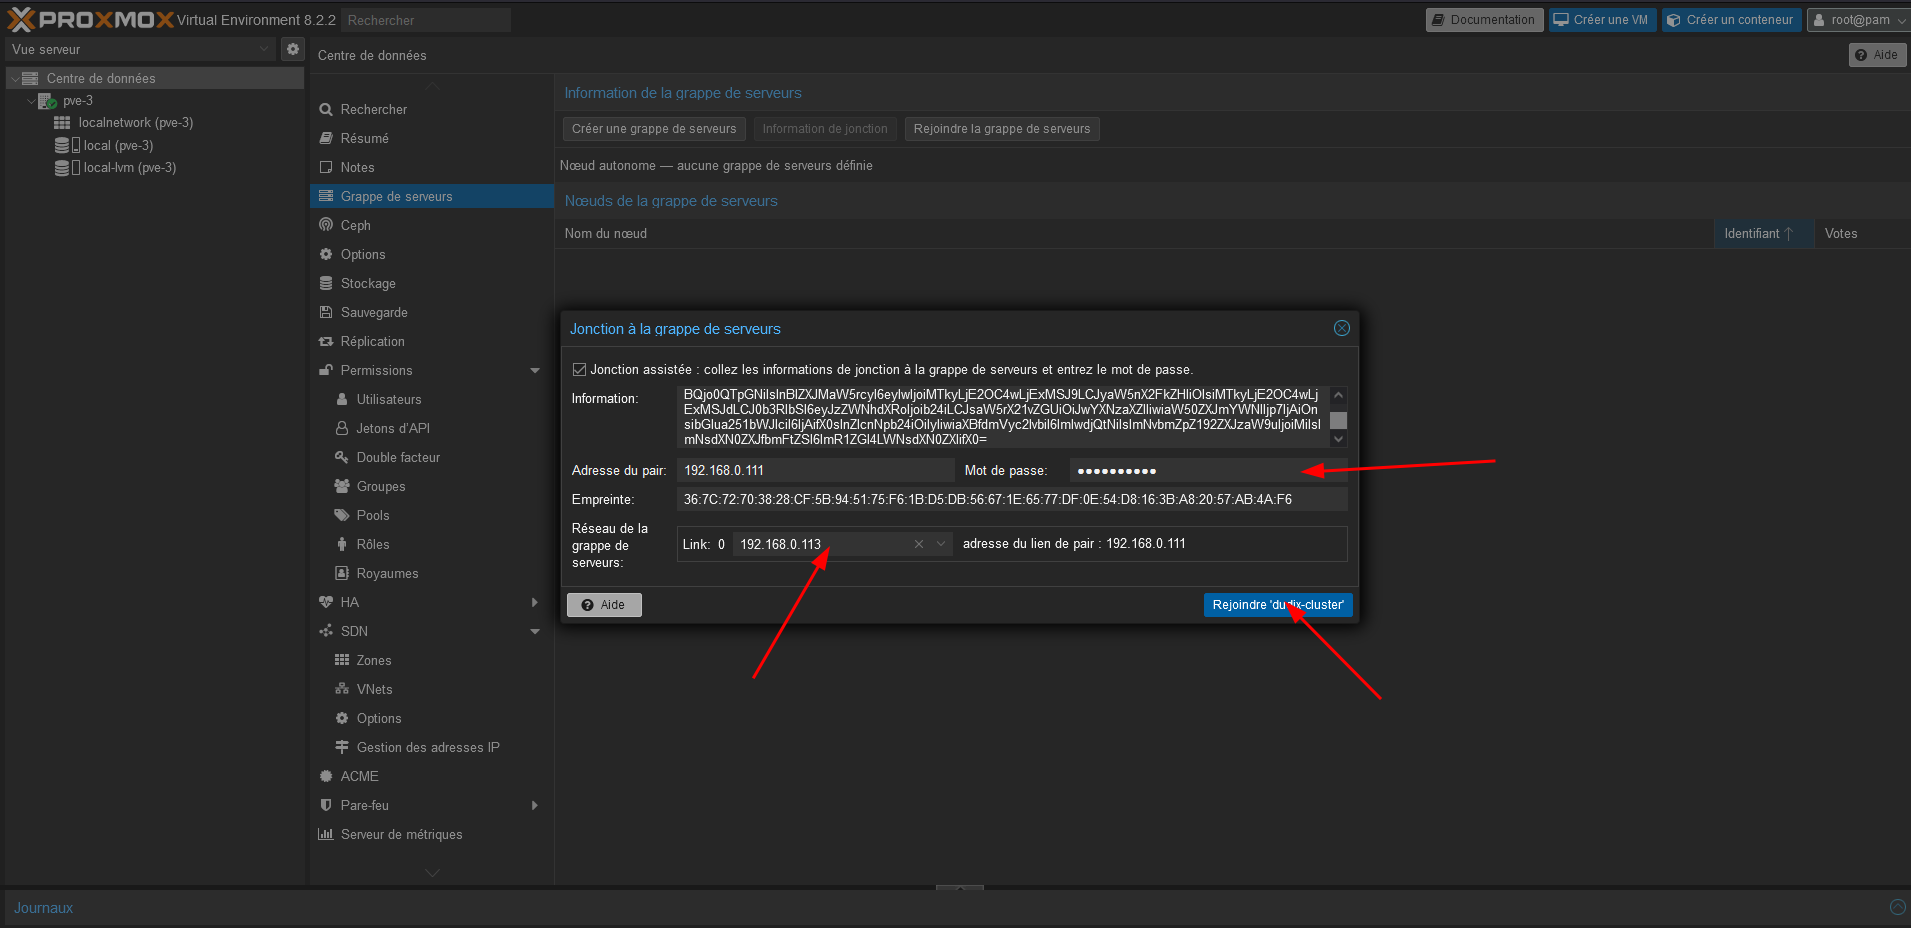 PROXMOX Virtual Environment 8.2.2 Rechercher
Documentation Créer une VM Créer un conteneur root@pam
Vue serveur
Centre de données
pve-3
localnetwork (pve-3)
local (pve-3)
local-lvm (pve-3)
Centre de données
Aide
Rechercher
Résumé
Notes
Grappe de serveurs
Ceph
Options
Stockage
Sauvegarde
Réplication
Permissions
Utilisateurs
Jetons d'API
Double facteur
Groupes
Pools
Rôles
Royaumes
HA
SDN
Zones
VNets
Options
Gestion des adresses IP
ACME
Pare-feu
Serveur de métriques
Information de la grappe de serveurs
Créer une grappe de serveurs Information de jonction Rejoindre la grappe de serveurs
Nœud autonome — aucune grappe de serveurs définie
Nœuds de la grappe de serveurs
Nom du nœud Identifiant Votes
Jonction à la grappe de serveurs
Jonction assistée : collez les informations de jonction à la grappe de serveurs et entrez le mot de passe.
Information:
Adresse du pair: 192.168.0.111 Mot de passe: ●●●●●●●●●●
Empreinte: 36:7C:72:70:38:28:CF:5B:94:51:75:F6:1B:D5:DB:56:67:1E:65:77:DF:0E:54:D8:16:3B:A8:20:57:AB:4A:F6
Réseau de la
grappe de
serveurs:
Link: 0 192.168.0.113 adresse du lien de pair : 192.168.0.111
Aide Rejoindre 'dudix-cluster'
Journaux